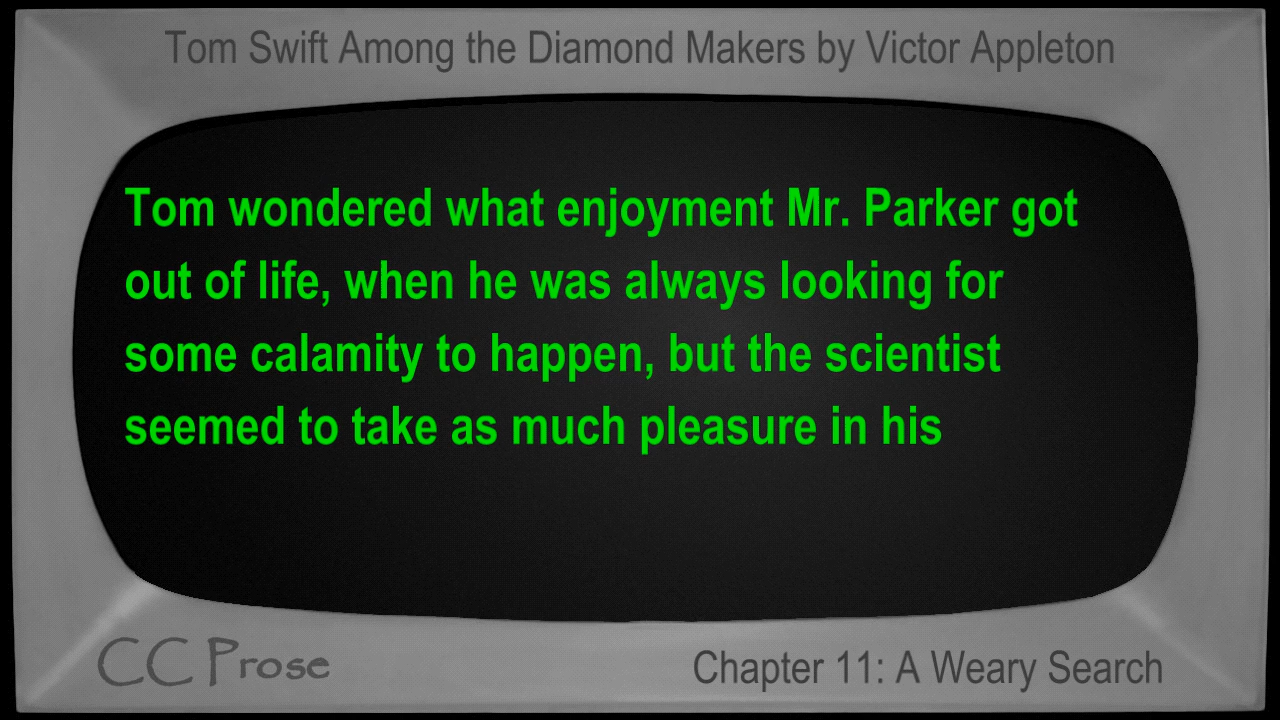 Tom Swift Among the Diamond Makers by Victor Appleton
Tom wondered what enjoyment Mr. Parker got
out of life, when he was always looking for
some calamity to happen, but the scientist
seemed to take as much pleasure in his
CC Prose
Chapter 11: A Weary Search